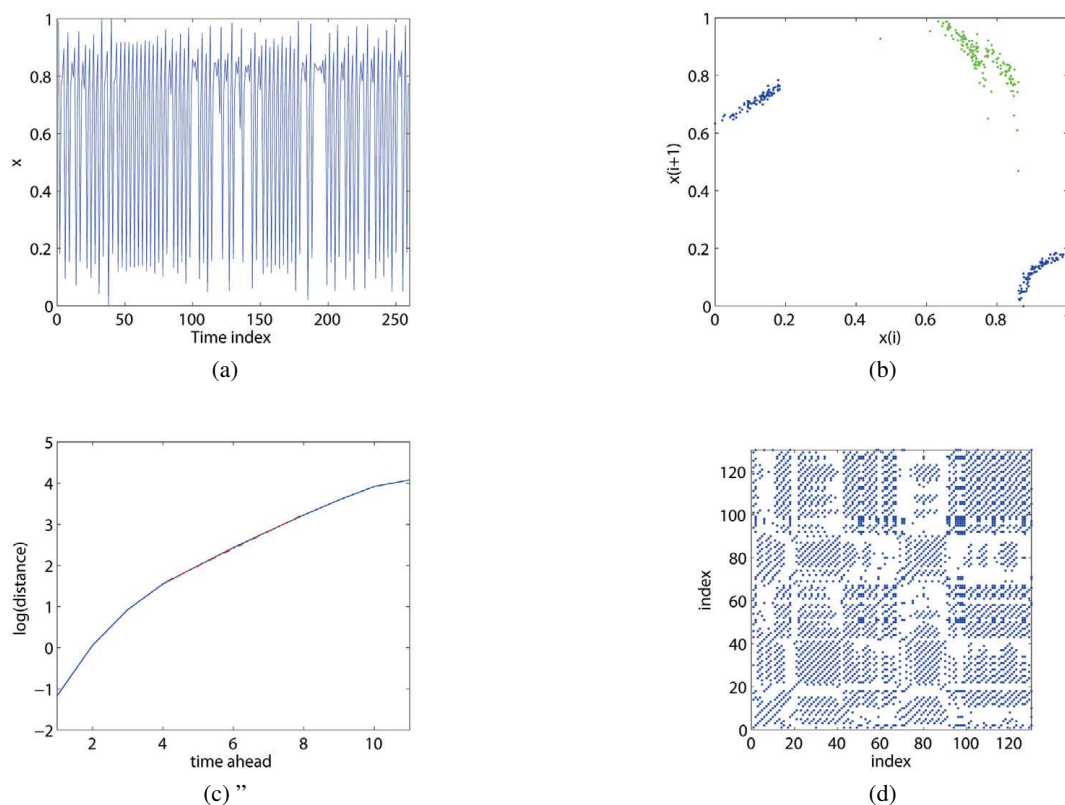 1
0.8
0.6
0.4
0.2
0
x
0 50 100 150 200 250
Time index
(a)
1
0.8
0.6
0.4
0.2
0
x(i+1)
0 0.2 0.4 0.6 0.8 1
x(i)
(b)
5
4
3
2
1
0
−1
−2
log(distance)
2 4 6 8 10
time ahead
(c) ”
120
100
80
60
40
20
0
index
0 20 40 60 80 100 120
index
(d)